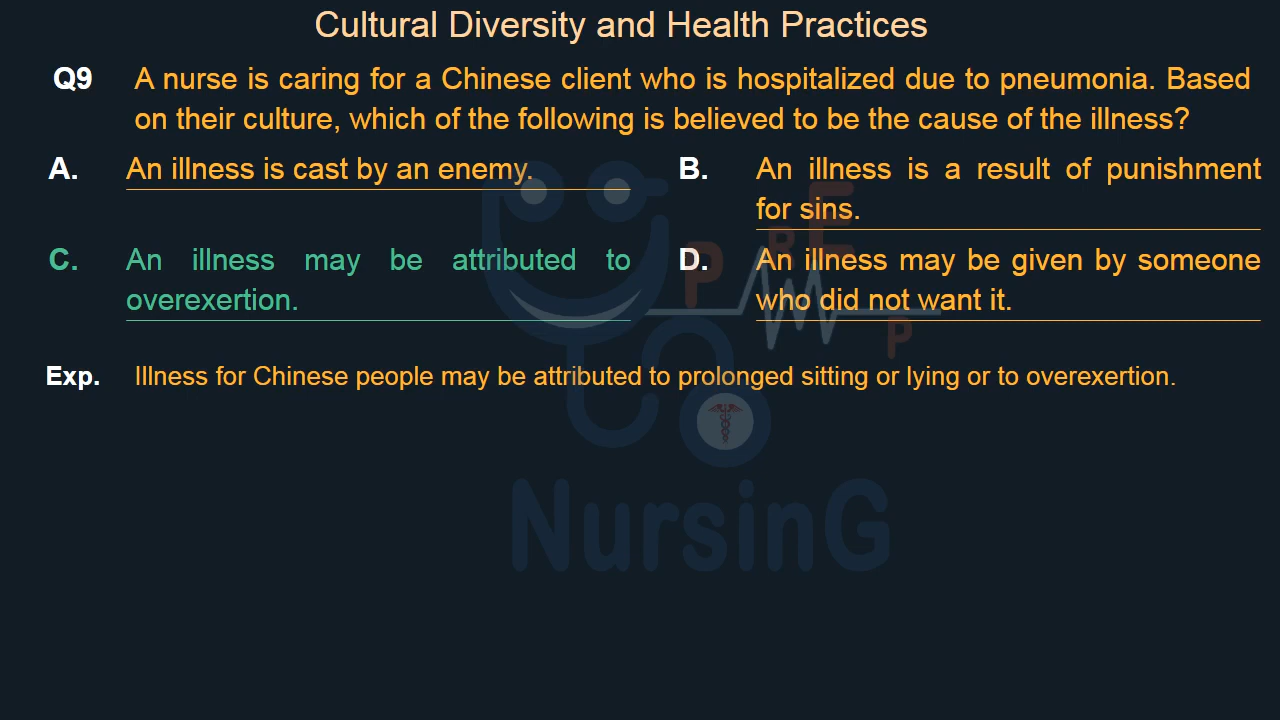 Cultural Diversity and Health Practices
Q9 A nurse is caring for a Chinese client who is hospitalized due to pneumonia. Based
on their culture, which of the following is believed to be the cause of the illness?
A. An illness is cast by an enemy.
B. An illness is a result of punishment
for sins.
C. An illness may be attributed to
overexertion.
D. An illness may be given by someone
who did not want it.
Exp. Illness for Chinese people may be attributed to prolonged sitting or lying or to overexertion.
P R E P
NursinG